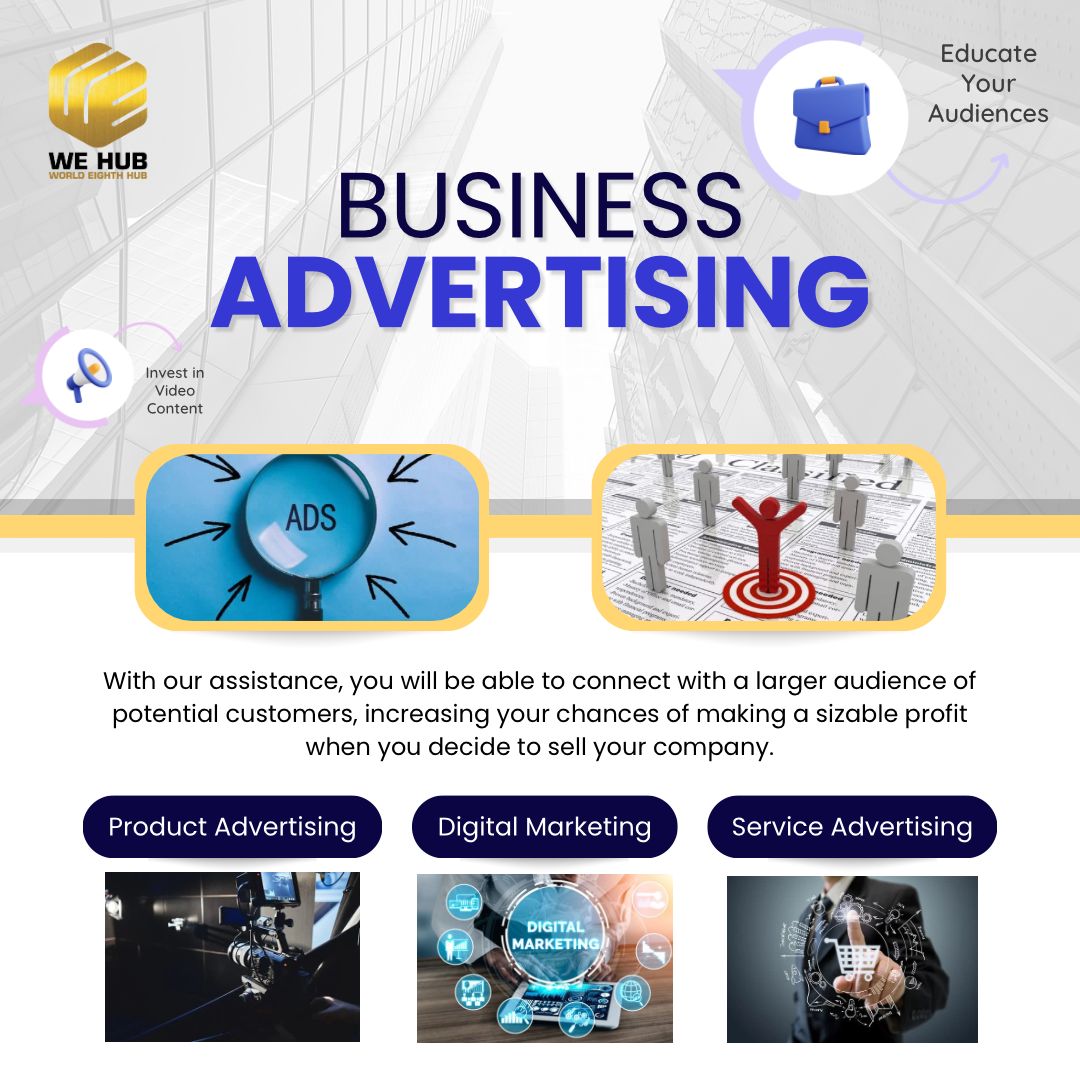 WE HUB
WORLD EIGHTH HUB
Educate
Your
Audiences
BUSINESS
ADVERTISING
Invest in
Video
Content
ADS
Classified
needed
With our assistance, you will be able to connect with a larger audience of
potential customers, increasing your chances of making a sizable profit
when you decide to sell your company.
Product Advertising
Digital Marketing
Service Advertising
DIGITAL
MARKETING